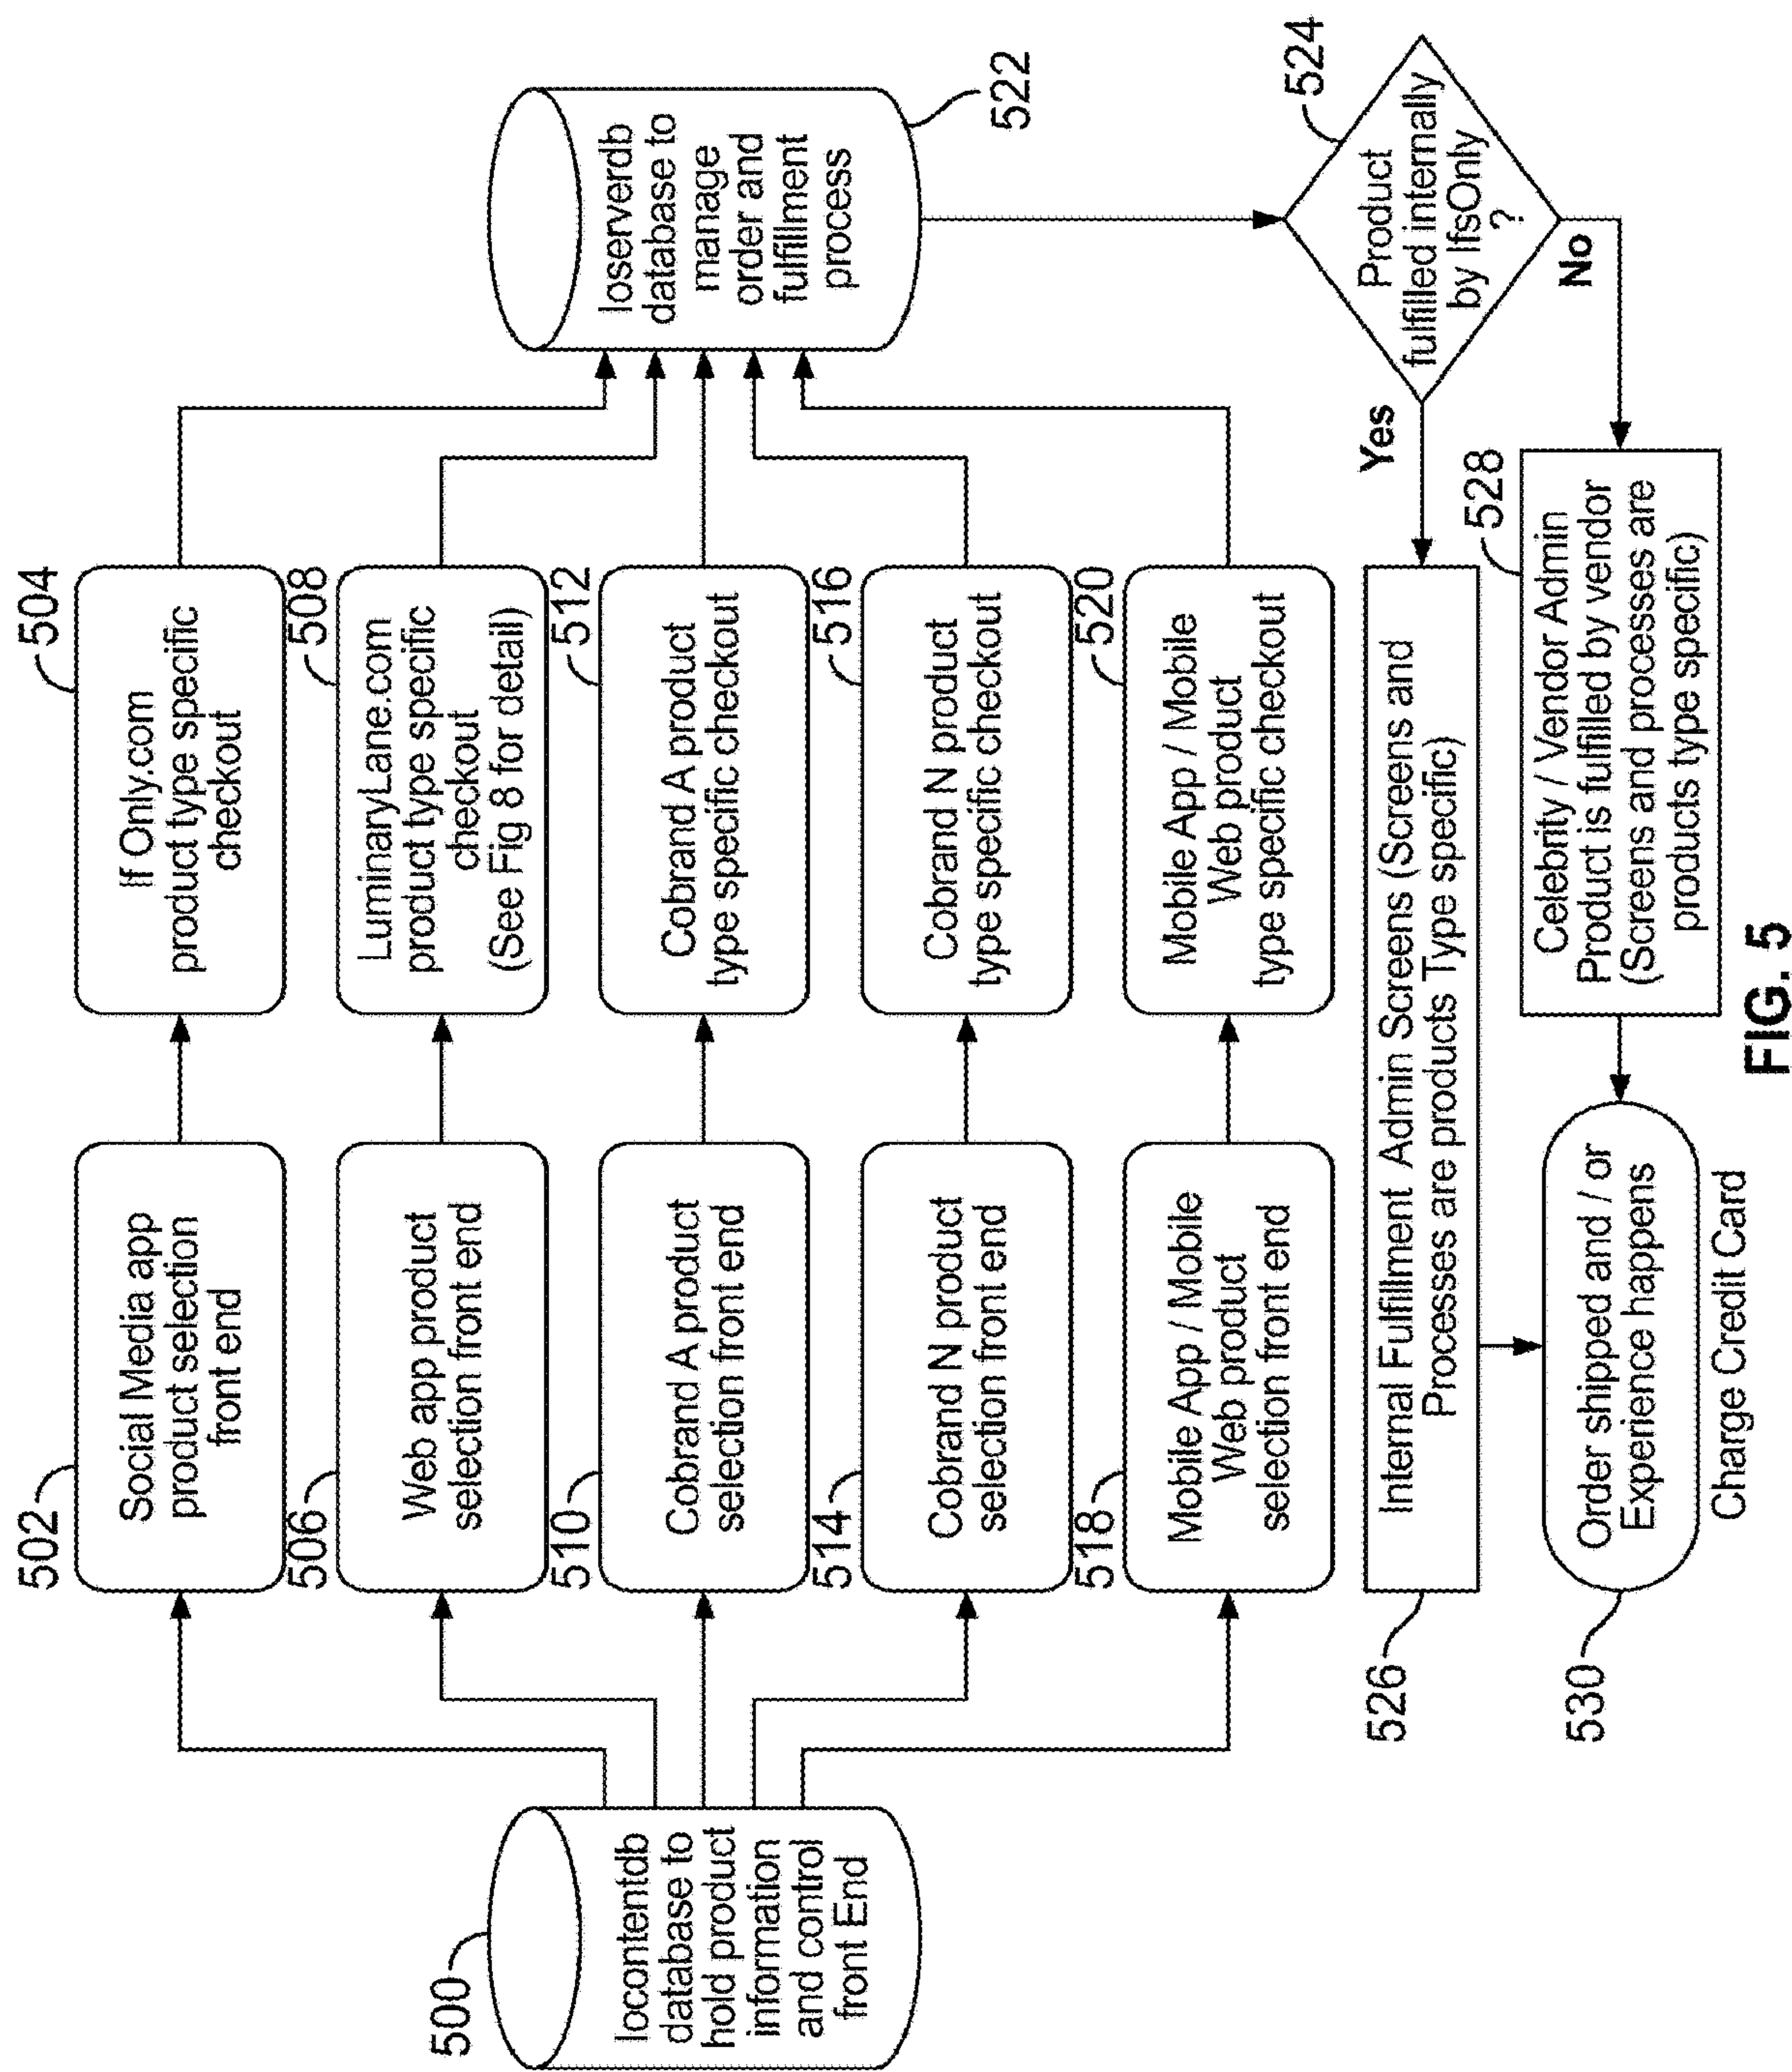 500
locontentdb
database to
hold product
information
and control
front End
502
Social Media app
product selection
front end
504
If Only.com
product type specific
checkout
506
Web app product
selection front end
508
LuminaryLane.com
product type specific
checkout
(See Fig 8 for detail)
510
Cobrand A product
selection front end
512
Cobrand A product
type specific checkout
514
Cobrand N product
selection front end
516
Cobrand N product
type specific checkout
518
Mobile App / Mobile
Web product
selection front end
520
Mobile App / Mobile
Web product
type specific checkout
loserverdb
database to
manage
order and
fulfillment
process
522
524
Product
fulfilled internally
by IfsOnly
?
Yes
No
526
Internal Fulfillment Admin Screens (Screens and
Processes are products Type specific)
528
Celebrity / Vendor Admin
Product is fulfilled by vendor
(Screens and processes are
products type specific)
530
Order shipped and / or
Experience happens
Charge Credit Card
FIG. 5